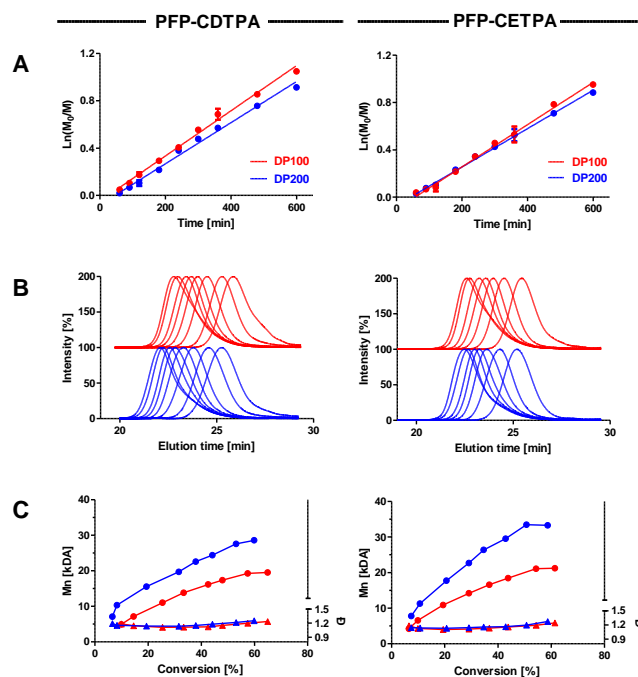 PFP-CDTPA PFP-CETPA
A
Ln(M0/M)
1.2
0.8
0.4
0.0
0 200 400 600
Time [min]
DP100
DP200
Ln(M0/M)
1.2
0.8
0.4
0.0
0 200 400 600
Time [min]
DP100
DP200
B
Intensity [%]
200
150
100
50
0
20 25 30
Elution time [min]
Intensity [%]
200
150
100
50
0
20 25 30
Elution time [min]
C
Mn [kDA]
40
30
20
10
0
0 20 40 60 80
Conversion [%]
1.5
1.2
0.9
Đ
Mn [kDA]
40
30
20
10
0
0 20 40 60 80
Conversion [%]
1.5
1.2
0.9